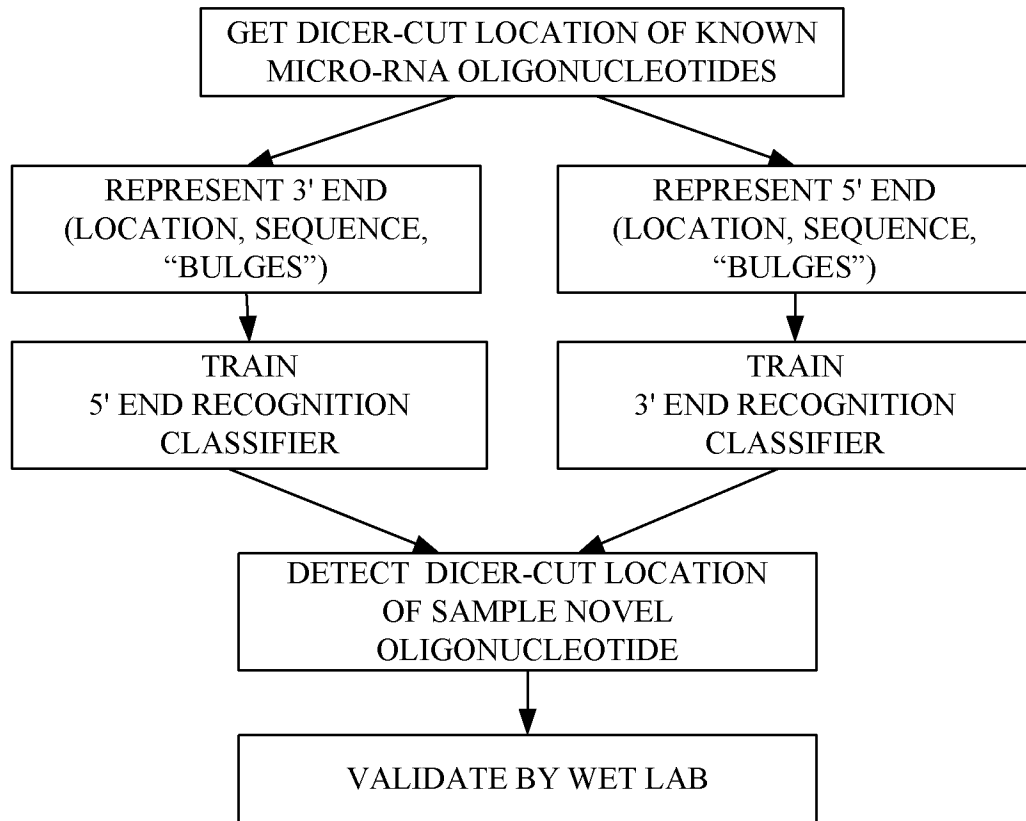 GET DICER-CUT LOCATION OF KNOWN
MICRO-RNA OLIGONUCLEOTIDES
REPRESENT 3' END
(LOCATION, SEQUENCE,
“BULGES”)
REPRESENT 5' END
(LOCATION, SEQUENCE,
“BULGES”)
TRAIN
5' END RECOGNITION
CLASSIFIER
TRAIN
3' END RECOGNITION
CLASSIFIER
DETECT DICER-CUT LOCATION
OF SAMPLE NOVEL
OLIGONUCLEOTIDE
VALIDATE BY WET LAB